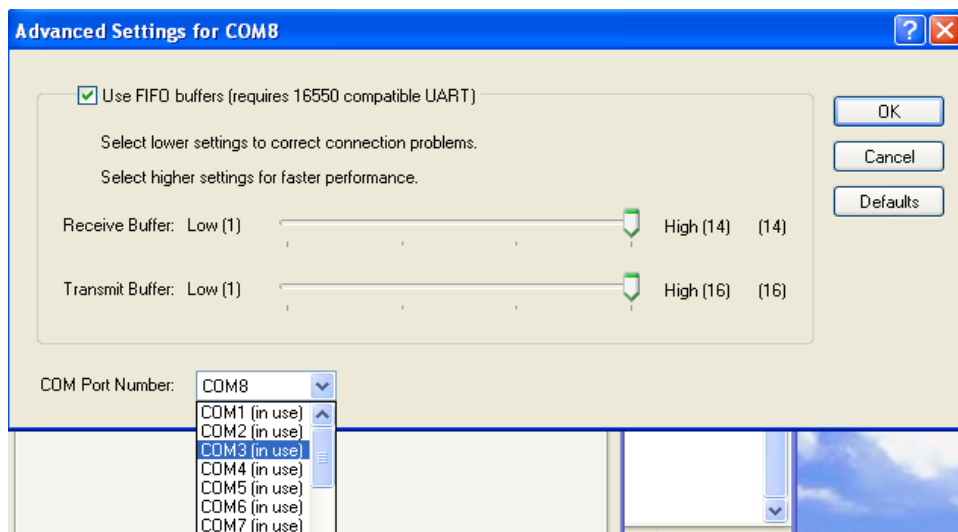 Advanced Settings for COM8
Use FIFO buffers (requires 16550 compatible UART)
OK
Select lower settings to correct connection problems.
Cancel
Select higher settings for faster performance.
Defaults
Receive Buffer: Low (1) High (14) (14)
Transmit Buffer: Low (1) High (16) (16)
COM Port Number: COM8
COM1 (in use)
COM2 (in use)
COM3 (in use)
COM4 (in use)
COM5 (in use)
COM6 (in use)
COM7 (in use)